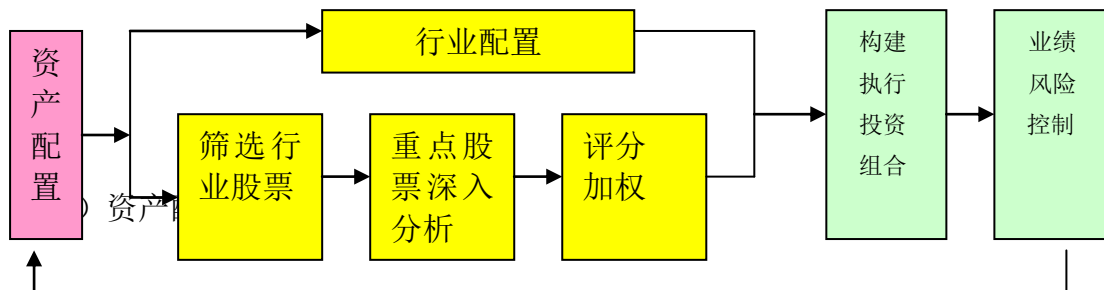 资
产
配
置
行业配置
筛选行
业股票
重点股
票深入
分析
评分
加权
构建
执行
投资
组合
业绩
风险
控制
）资产